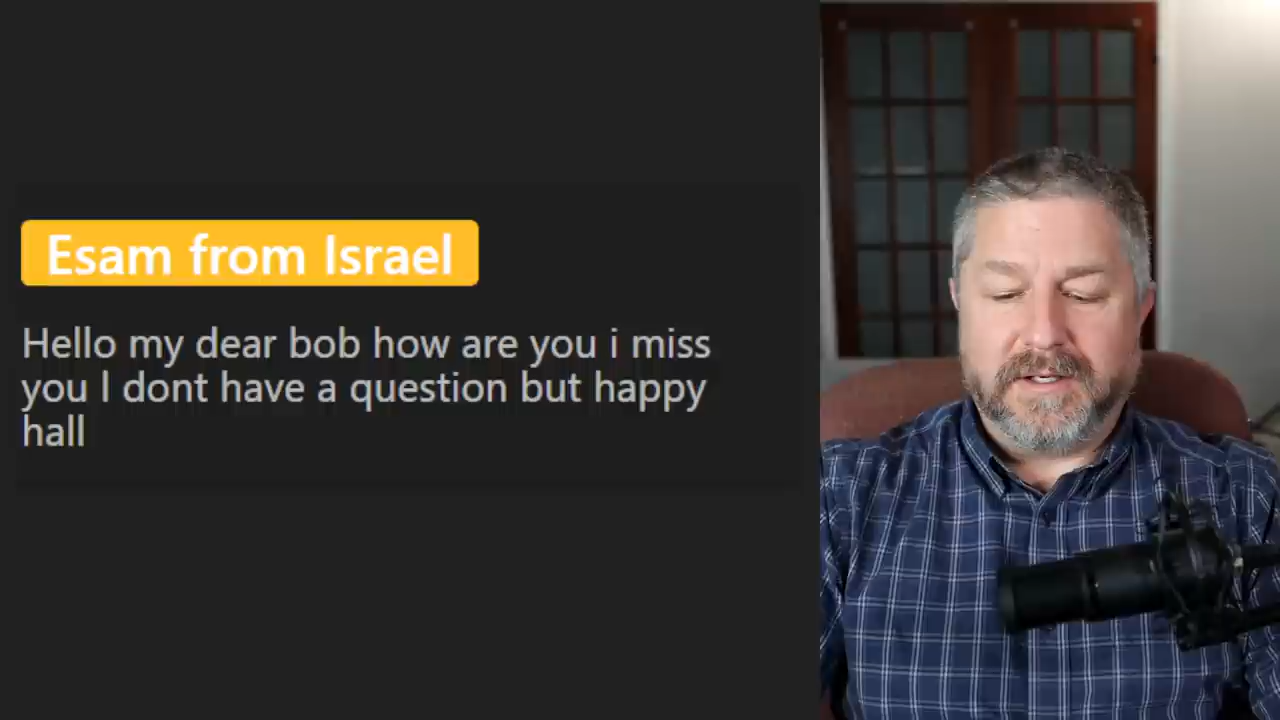 Esam from Israel
Hello my dear bob how are you i miss
you I dont have a question but happy
hall